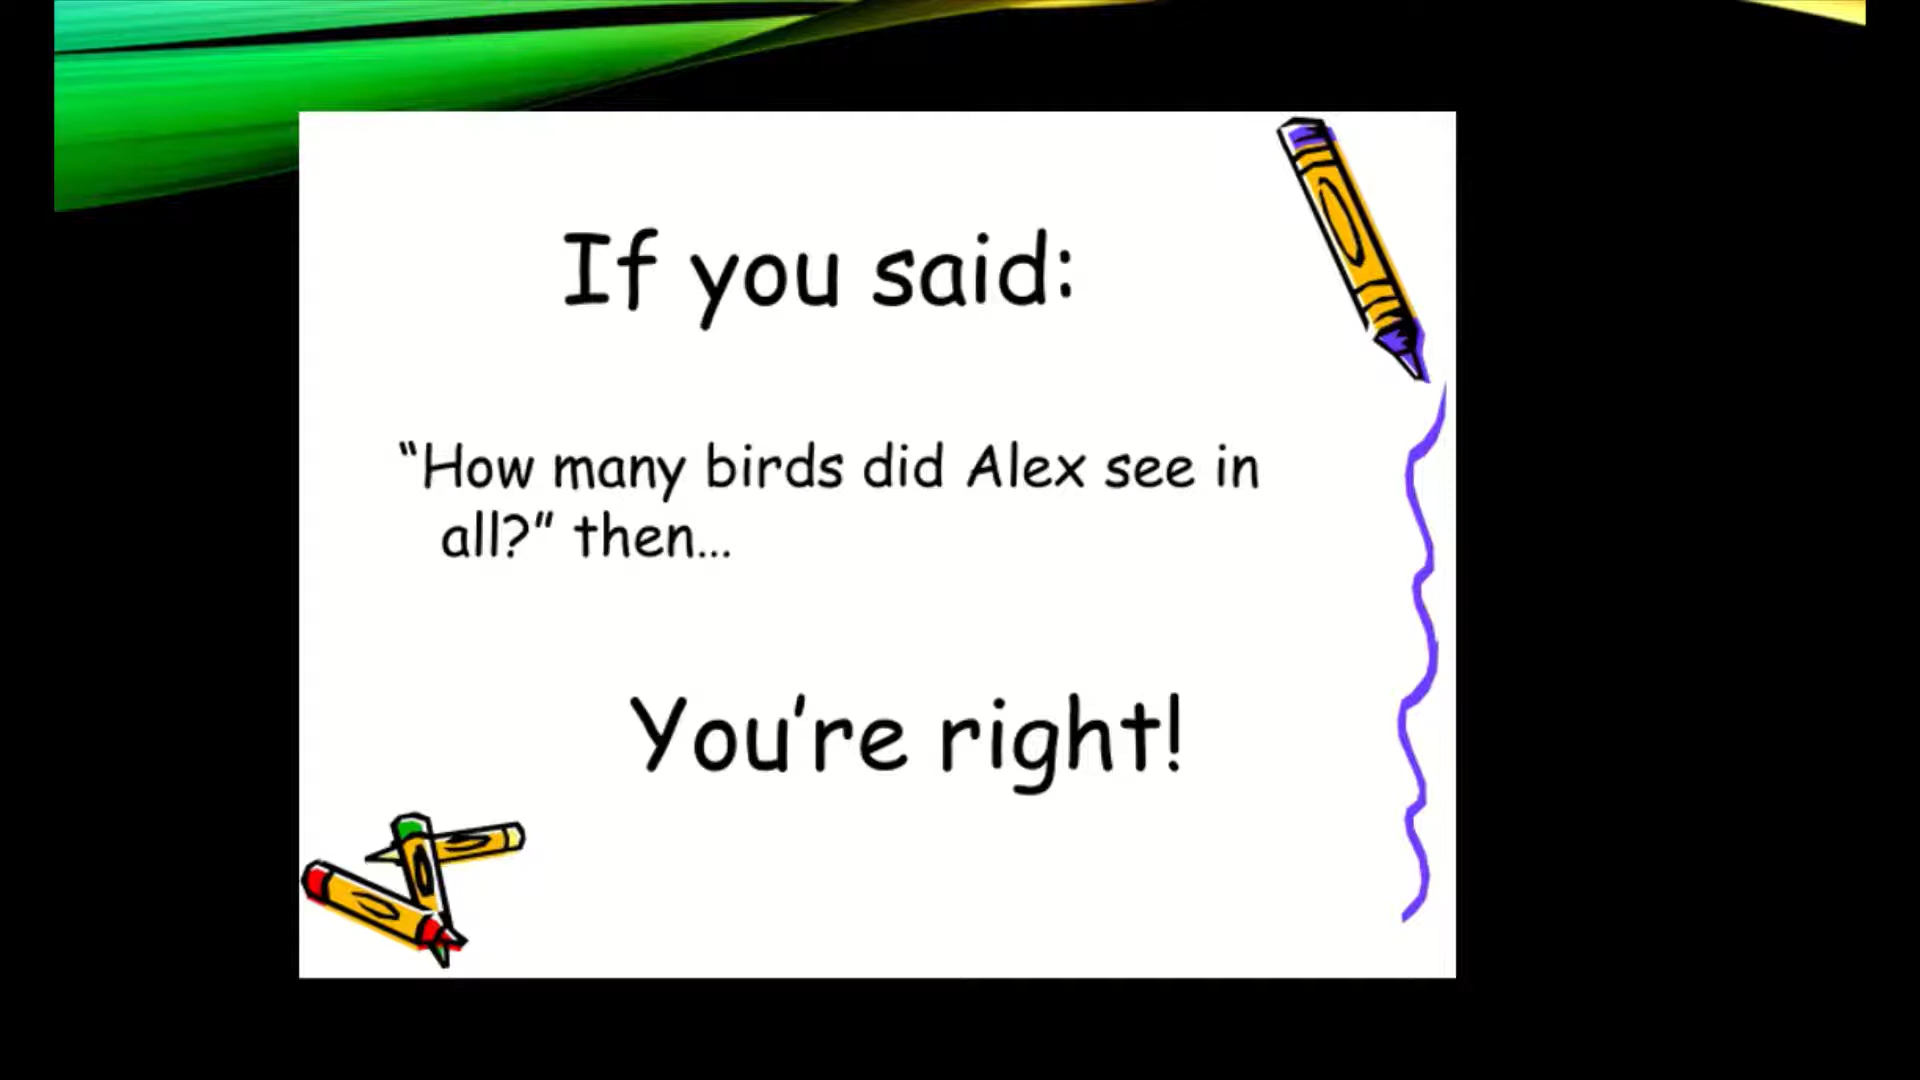 If you said:
“How many birds did Alex see in
all?” then...
You’re right!